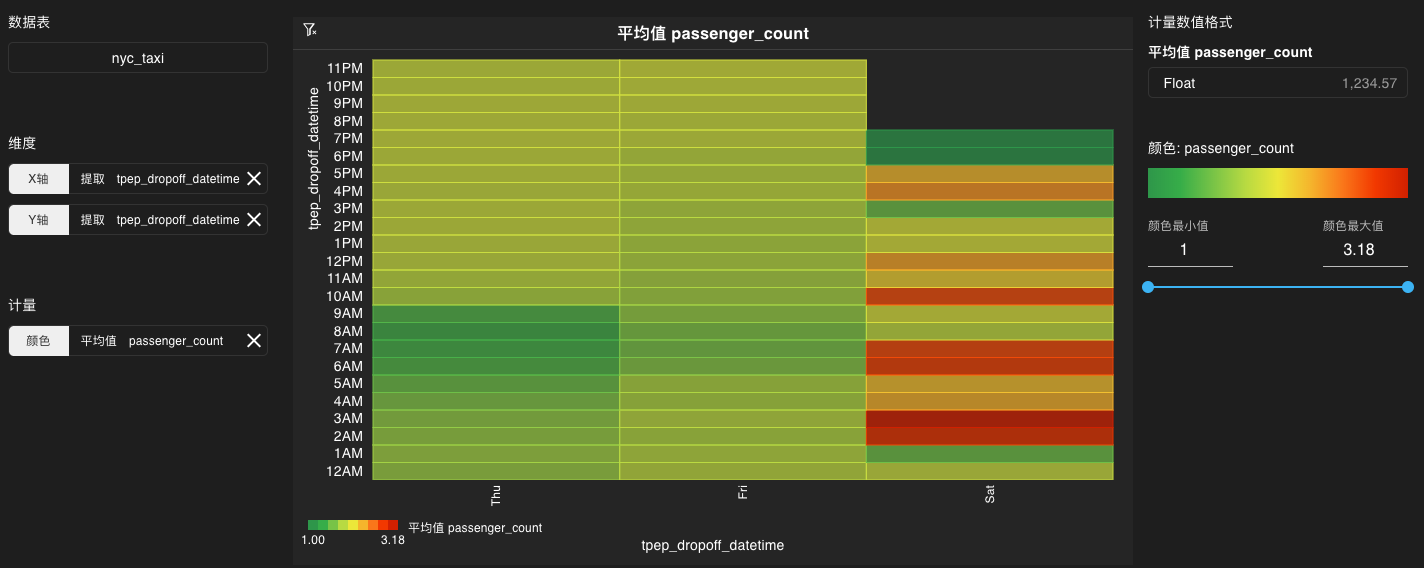 数据表
nyc_taxi
维度
X轴 提取 tpep_dropoff_datetime
Y轴 提取 tpep_dropoff_datetime
计量
颜色 平均值 passenger_count
平均值 passenger_count
tpep_dropoff_datetime
11PM
10PM
9PM
8PM
7PM
6PM
5PM
4PM
3PM
2PM
1PM
12PM
11AM
10AM
9AM
8AM
7AM
6AM
5AM
4AM
3AM
2AM
1AM
12AM
Thu
Fri
Sat
平均值 passenger_count
1.00 3.18
tpep_dropoff_datetime
计量数值格式
平均值 passenger_count
Float 1,234.57
颜色: passenger_count
颜色最小值 颜色最大值
1 3.18